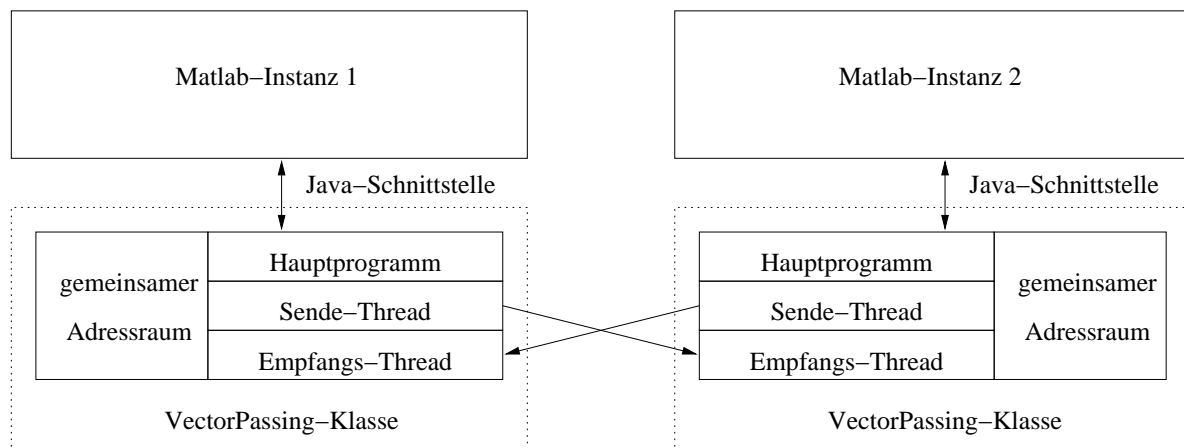 Matlab–Instanz 1
Matlab–Instanz 2
Java–Schnittstelle
Java–Schnittstelle
gemeinsamer
Adressraum
Hauptprogramm
Sende–Thread
Empfangs–Thread
Hauptprogramm
Sende–Thread
Empfangs–Thread
gemeinsamer
Adressraum
VectorPassing–Klasse
VectorPassing–Klasse